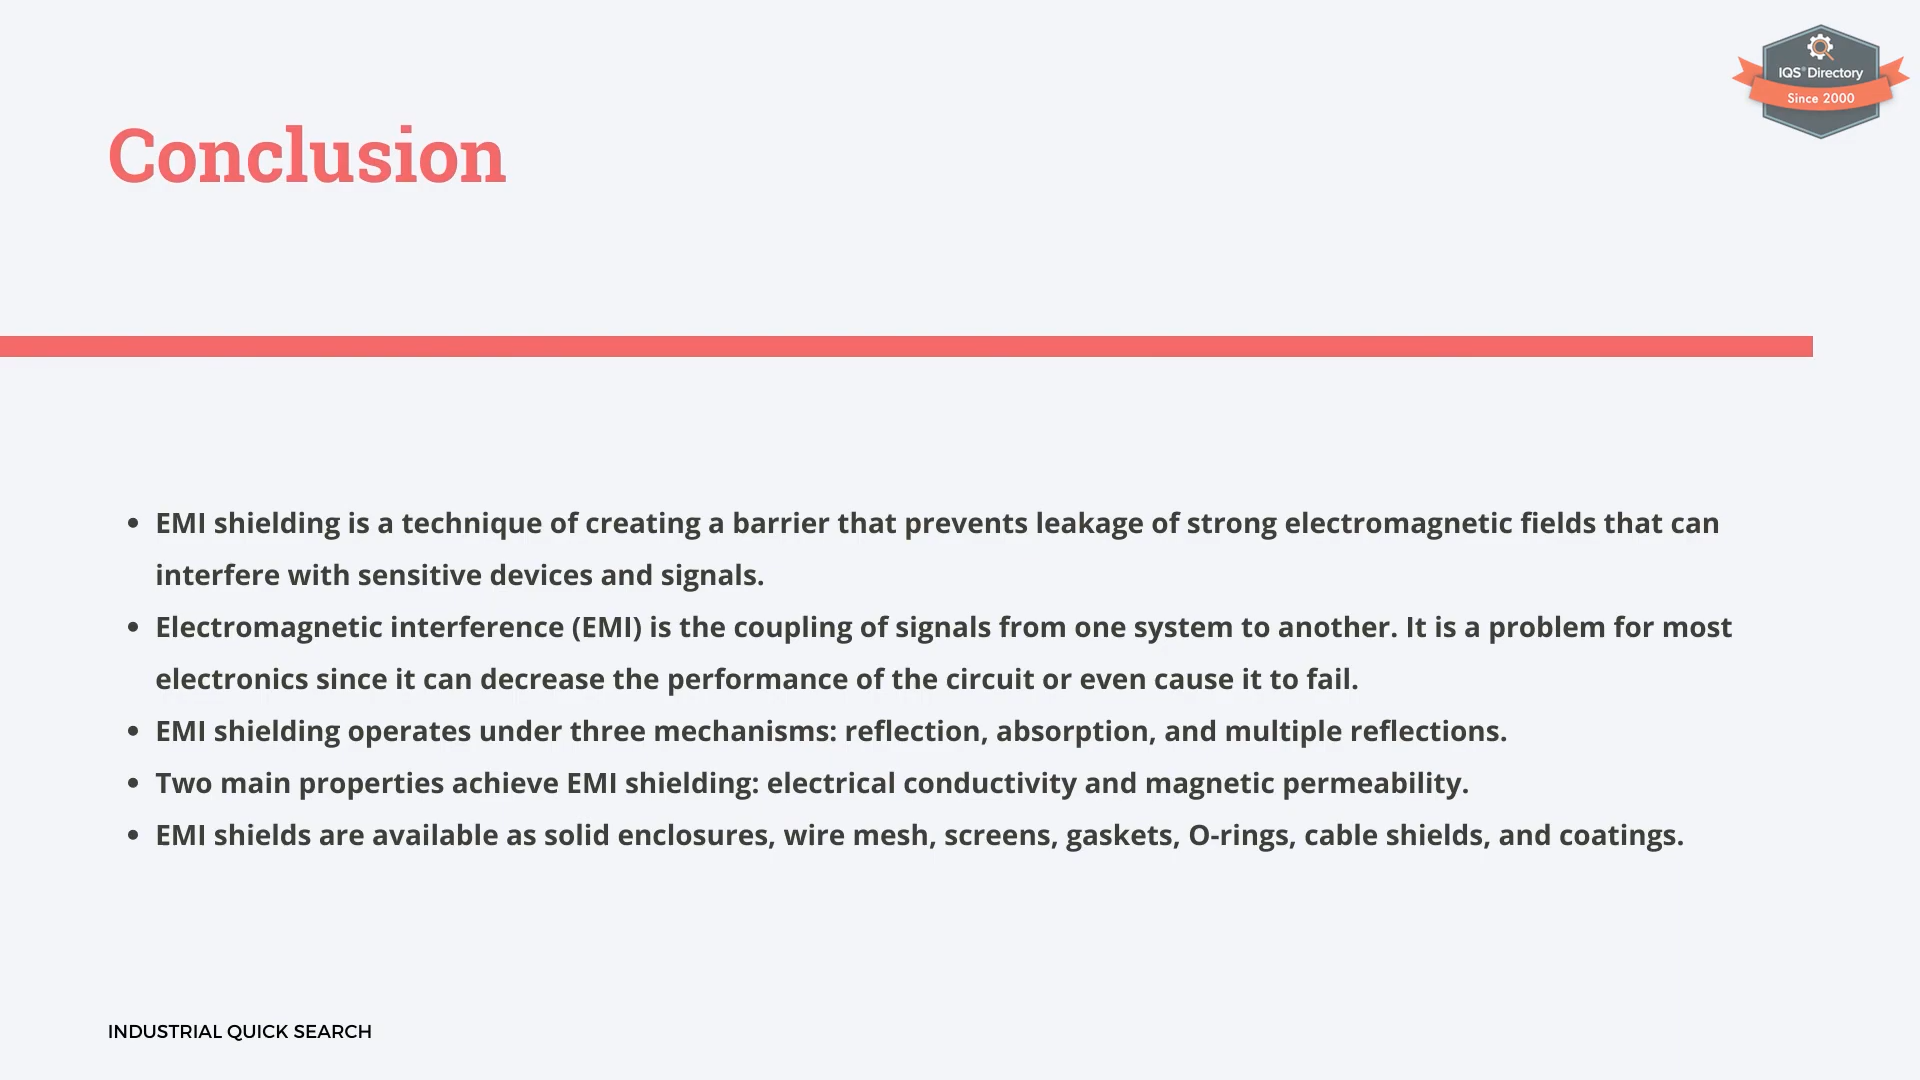 IQS® Directory
Since 2000
Conclusion
• EMI shielding is a technique of creating a barrier that prevents leakage of strong electromagnetic fields that can
interfere with sensitive devices and signals.
• Electromagnetic interference (EMI) is the coupling of signals from one system to another. It is a problem for most
electronics since it can decrease the performance of the circuit or even cause it to fail.
• EMI shielding operates under three mechanisms: reflection, absorption, and multiple reflections.
• Two main properties achieve EMI shielding: electrical conductivity and magnetic permeability.
• EMI shields are available as solid enclosures, wire mesh, screens, gaskets, O-rings, cable shields, and coatings.
INDUSTRIAL QUICK SEARCH